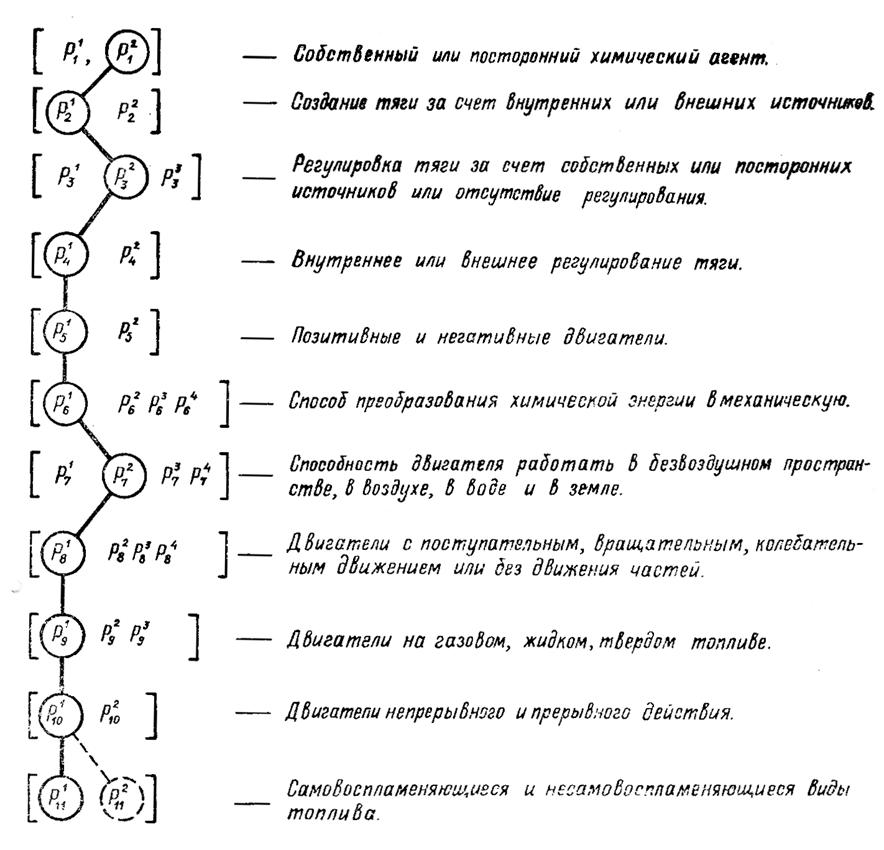 [ P₁¹, P₁² ] — Собственный или посторонний химический агент.
[ P₂¹ P₂² ] — Создание тяги за счет внутренних или внешних источников.
[ P₃¹ P₃² P₃³ ] — Регулировка тяги за счет собственных или посторонних
источников или отсутствие регулирования.
[ P₄¹ P₄² ] — Внутреннее или внешнее регулирование тяги.
[ P₅¹ P₅² ] — Позитивные и негативные двигатели.
[ P₆¹ P₆² P₆³ P₆⁴ ] — Способ преобразования химической энергии в механическую.
[ P₇¹ P₇² P₇³ P₇⁴ ] — Способность двигателя работать в безвоздушном простран-
стве, в воздухе, в воде и в земле.
[ P₈¹ P₈² P₈³ P₈⁴ ] — Двигатели с поступательным, вращательным, колебатель-
ным движением или без движения частей.
[ P₉¹ P₉² P₉³ ] — Двигатели на газовом, жидком, твердом топливе.
[ P₁₀¹ P₁₀² ] — Двигатели непрерывного и прерывного действия.
[ P₁₁¹ P₁₁² ] — Самовоспламеняющиеся и несамовоспламеняющиеся виды
топлива.